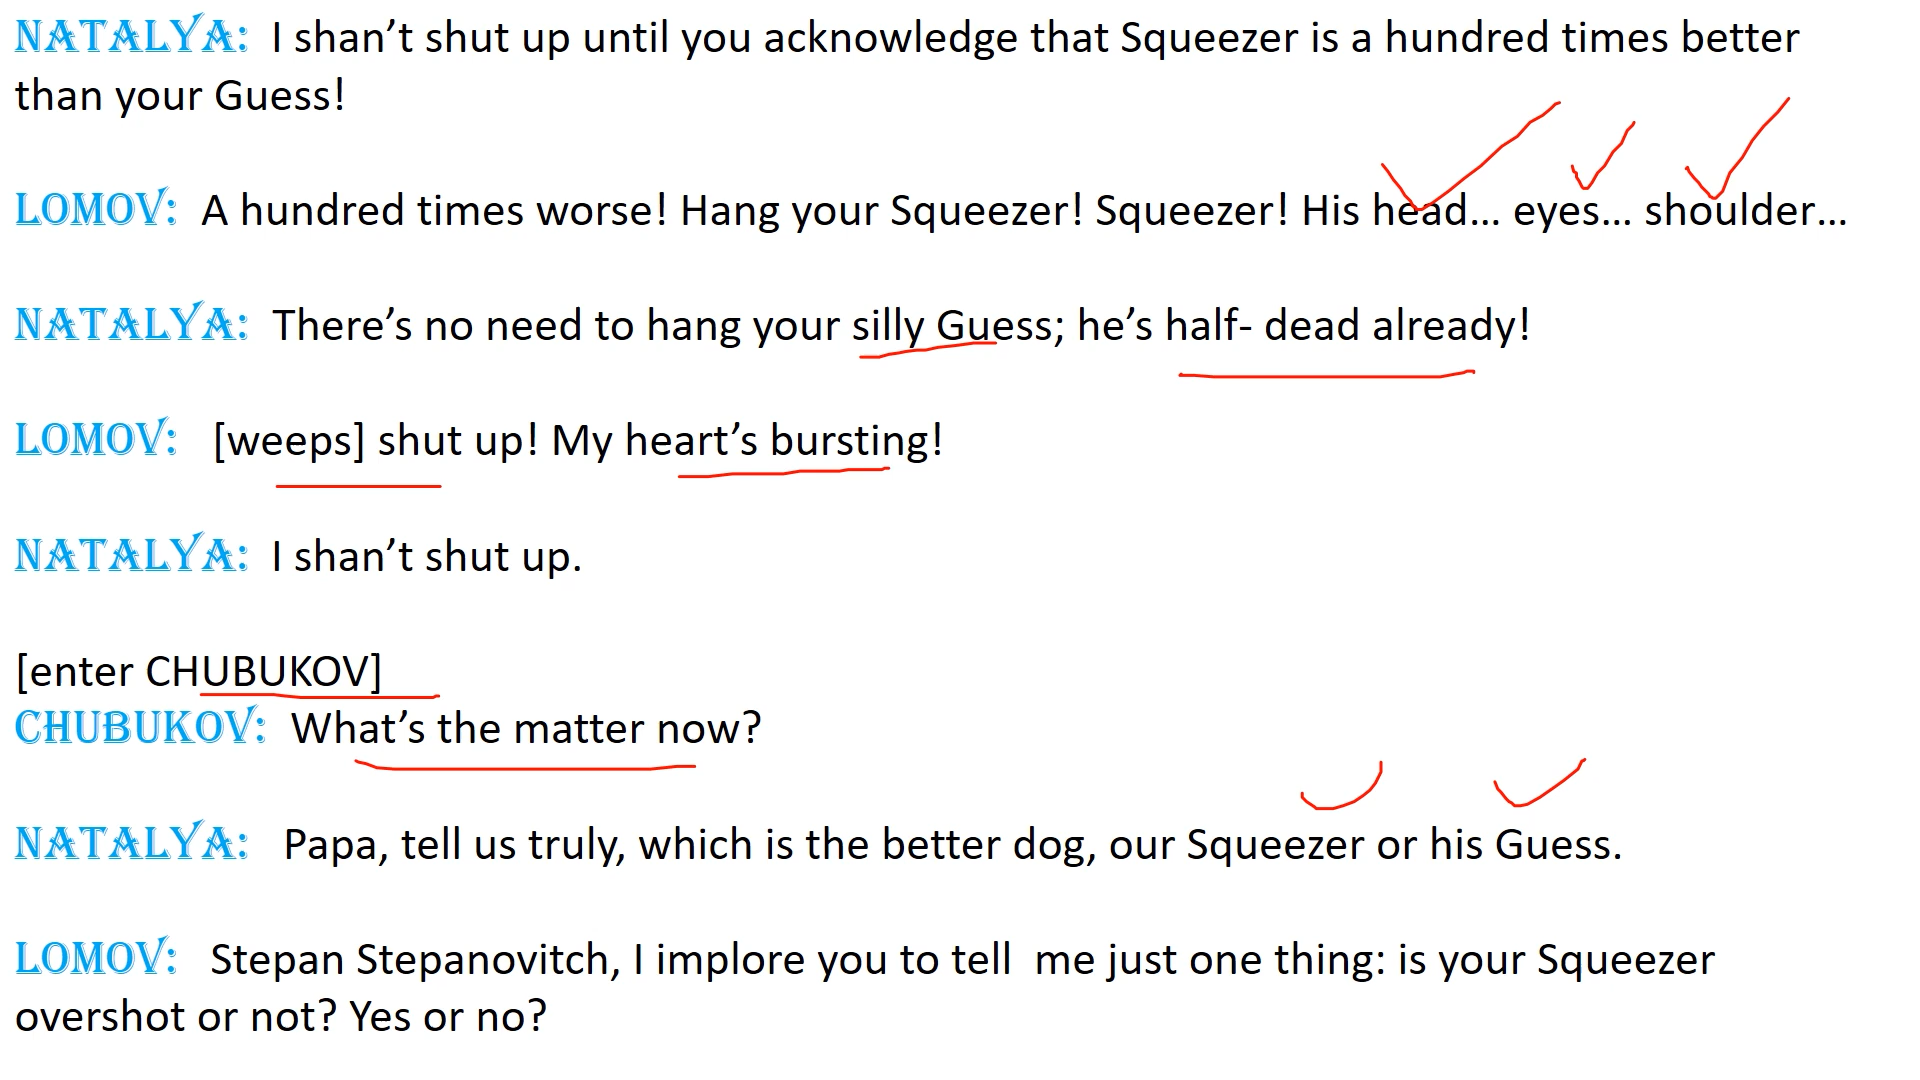 NATALYA: I shan’t shut up until you acknowledge that Squeezer is a hundred times better
than your Guess!
LOMOV: A hundred times worse! Hang your Squeezer! Squeezer! His head... eyes... shoulder...
NATALYA: There’s no need to hang your silly Guess; he’s half- dead already!
LOMOV: [weeps] shut up! My heart’s bursting!
NATALYA: I shan’t shut up.
[enter CHUBUKOV]
CHUBUKOV: What’s the matter now?
NATALYA: Papa, tell us truly, which is the better dog, our Squeezer or his Guess.
LOMOV: Stepan Stepanovitch, I implore you to tell me just one thing: is your Squeezer
overshot or not? Yes or no?